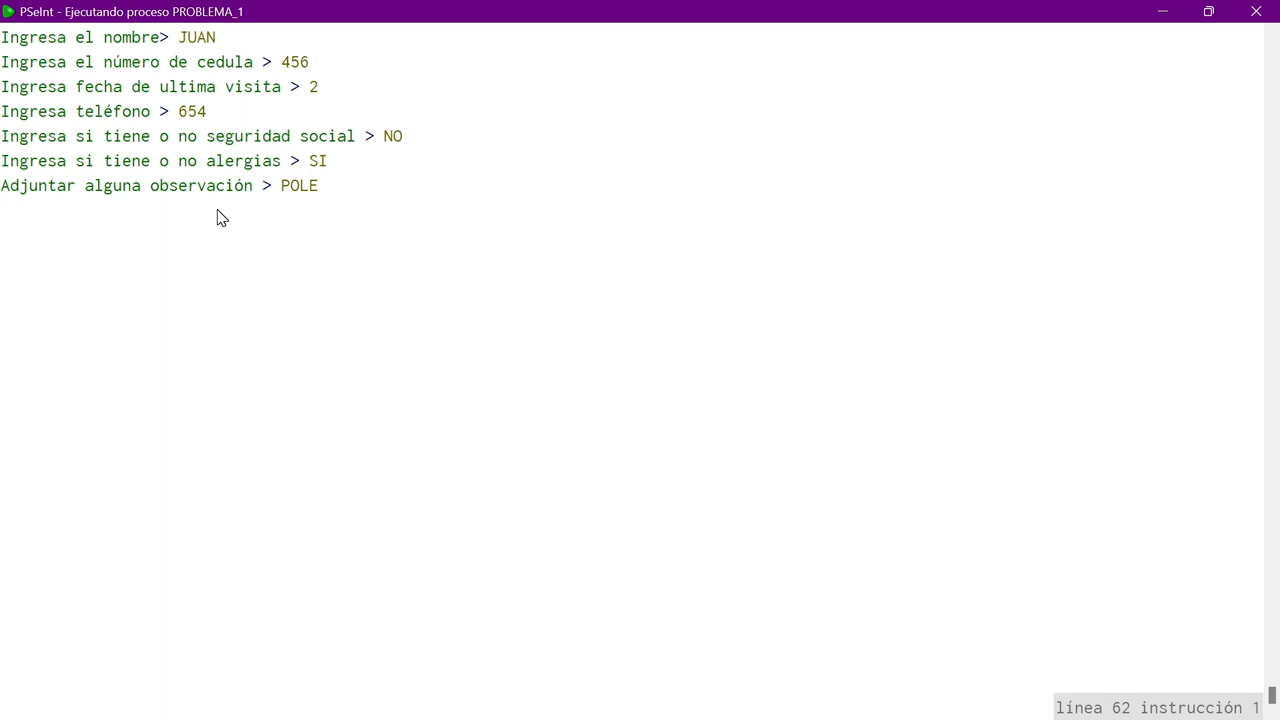 PSeInt - Ejecutando proceso PROBLEMA_1
Ingresa el nombre> JUAN
Ingresa el número de cedula > 456
Ingresa fecha de ultima visita > 2
Ingresa teléfono > 654
Ingresa si tiene o no seguridad social > NO
Ingresa si tiene o no alergias > SI
Adjuntar alguna observación > POLE
línea 62 instrucción 1